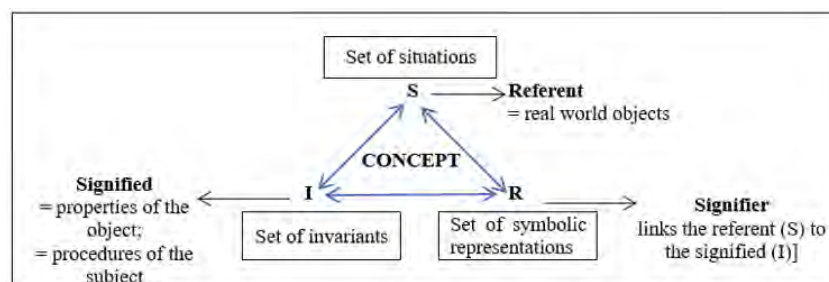 Set of situations
S
Referent
= real world objects
CONCEPT
Signified
= properties of the
object;
= procedures of the
subject
I
Set of invariants
R
Set of symbolic
representations
Signifier
links the referent (S) to
the signified (I)]